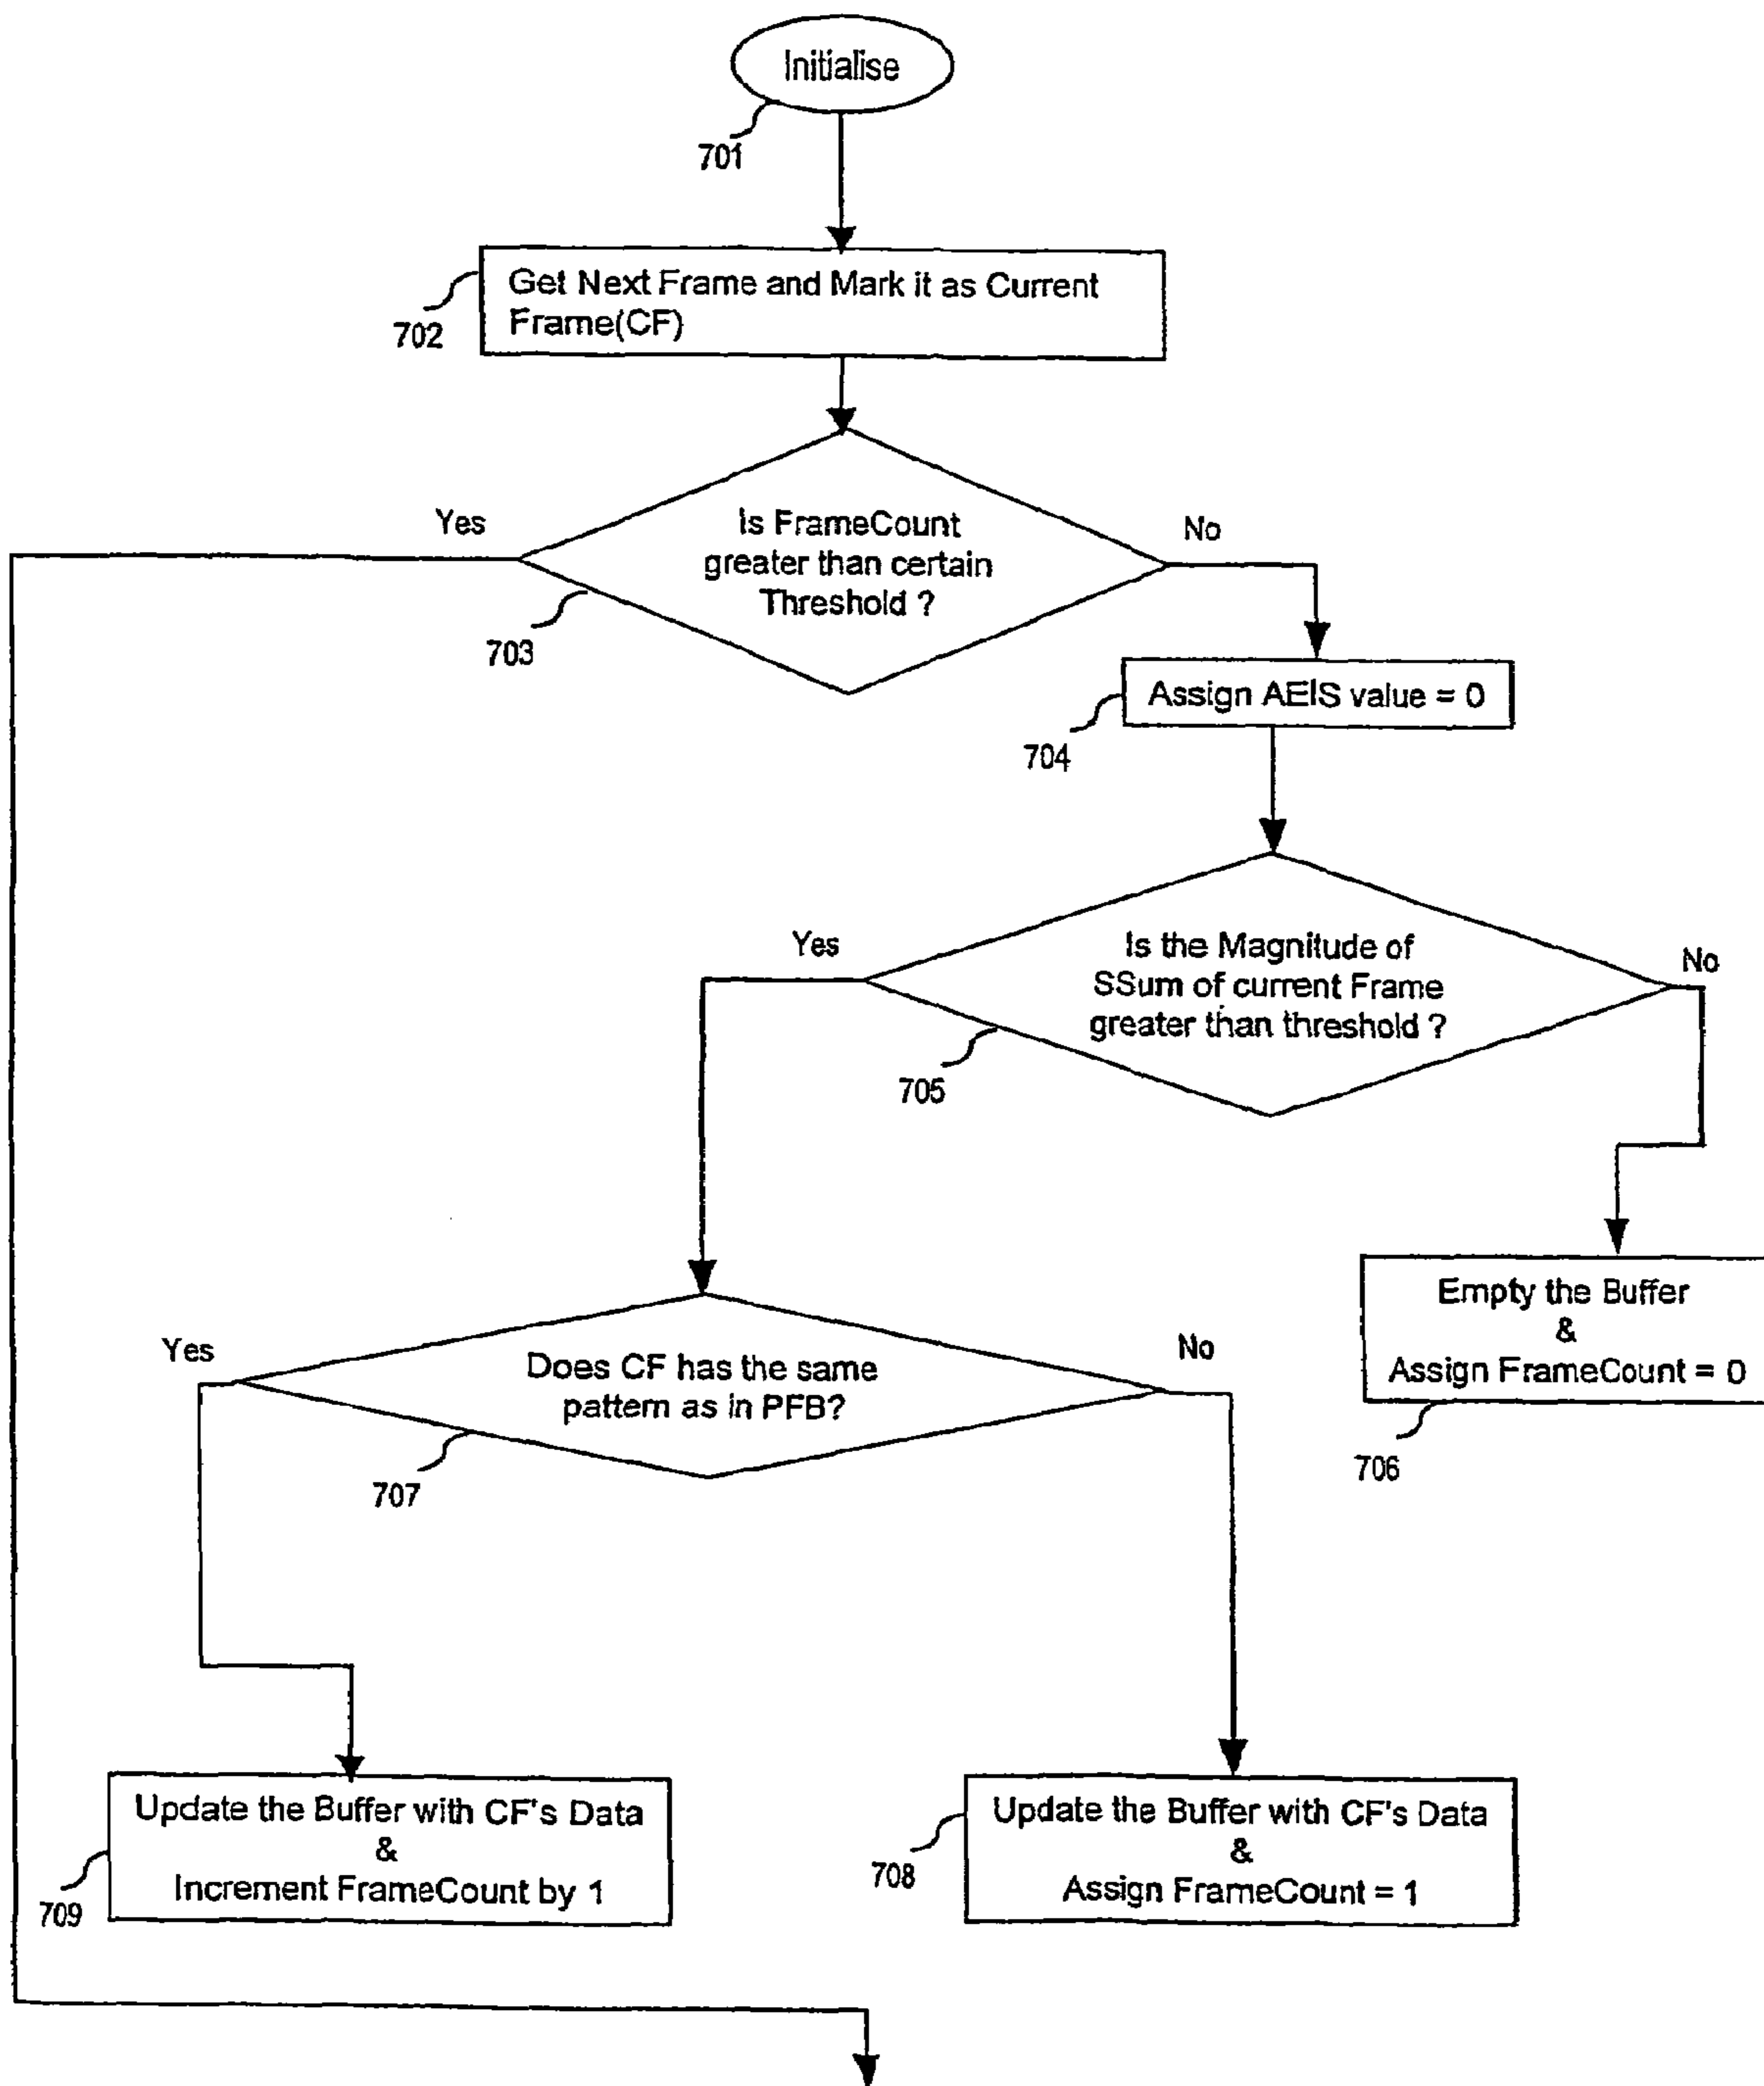 Initialise
701
Get Next Frame and Mark it as Current
Frame(CF)
702
Yes
Is FrameCount
greater than certain
Threshold ?
No
703
Assign AEIS value = 0
704
Yes
Is the Magnitude of
SSum of current Frame
greater than threshold ?
No
705
Empty the Buffer
&
Assign FrameCount = 0
706
Yes
Does CF has the same
pattern as in PFB?
No
707
Update the Buffer with CF's Data
&
Increment FrameCount by 1
709
Update the Buffer with CF's Data
&
Assign FrameCount = 1
708